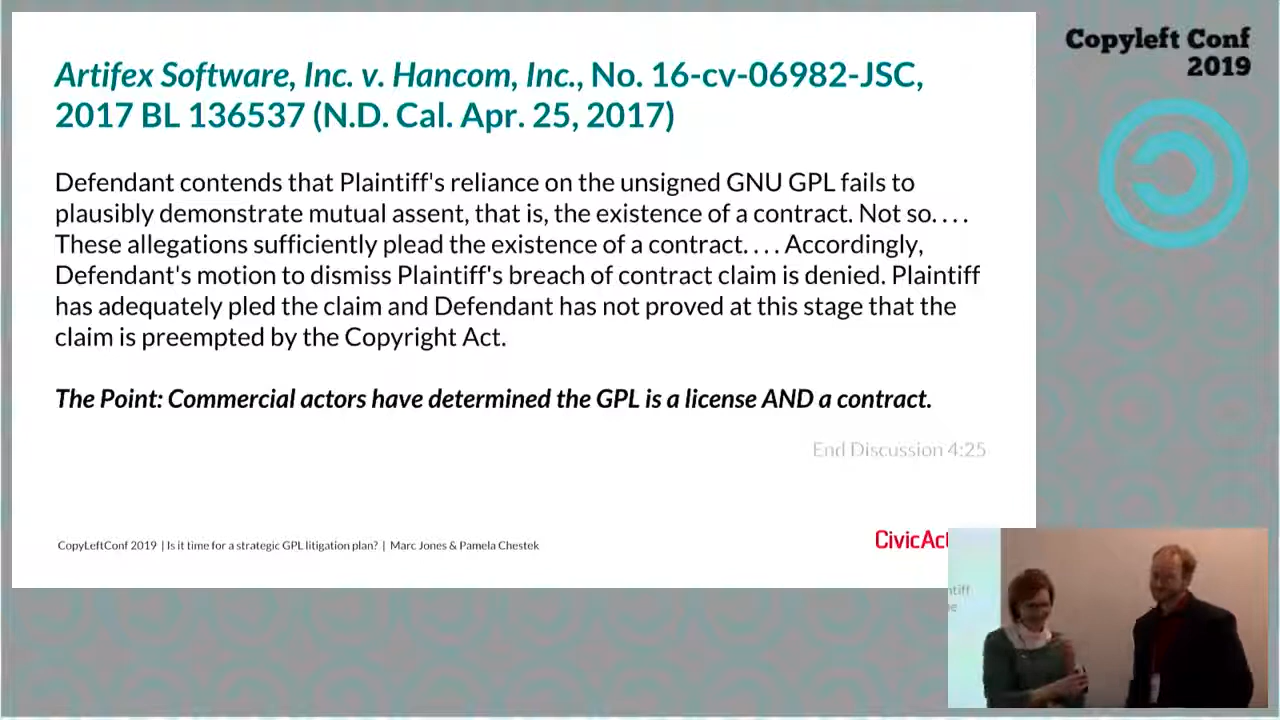 Artifex Software, Inc. v. Hancom, Inc., No. 16-cv-06982-JSC,
2017 BL 136537 (N.D. Cal. Apr. 25, 2017)
Defendant contends that Plaintiff's reliance on the unsigned GNU GPL fails to
plausibly demonstrate mutual assent, that is, the existence of a contract. Not so. . . .
These allegations sufficiently plead the existence of a contract. . . . Accordingly,
Defendant's motion to dismiss Plaintiff's breach of contract claim is denied. Plaintiff
has adequately pled the claim and Defendant has not proved at this stage that the
claim is preempted by the Copyright Act.
The Point: Commercial actors have determined the GPL is a license AND a contract.
End Discussion 4:25
CopyLeftConf 2019 | Is it time for a strategic GPL litigation plan? | Marc Jones & Pamela Chestek
Copyleft Conf
2019